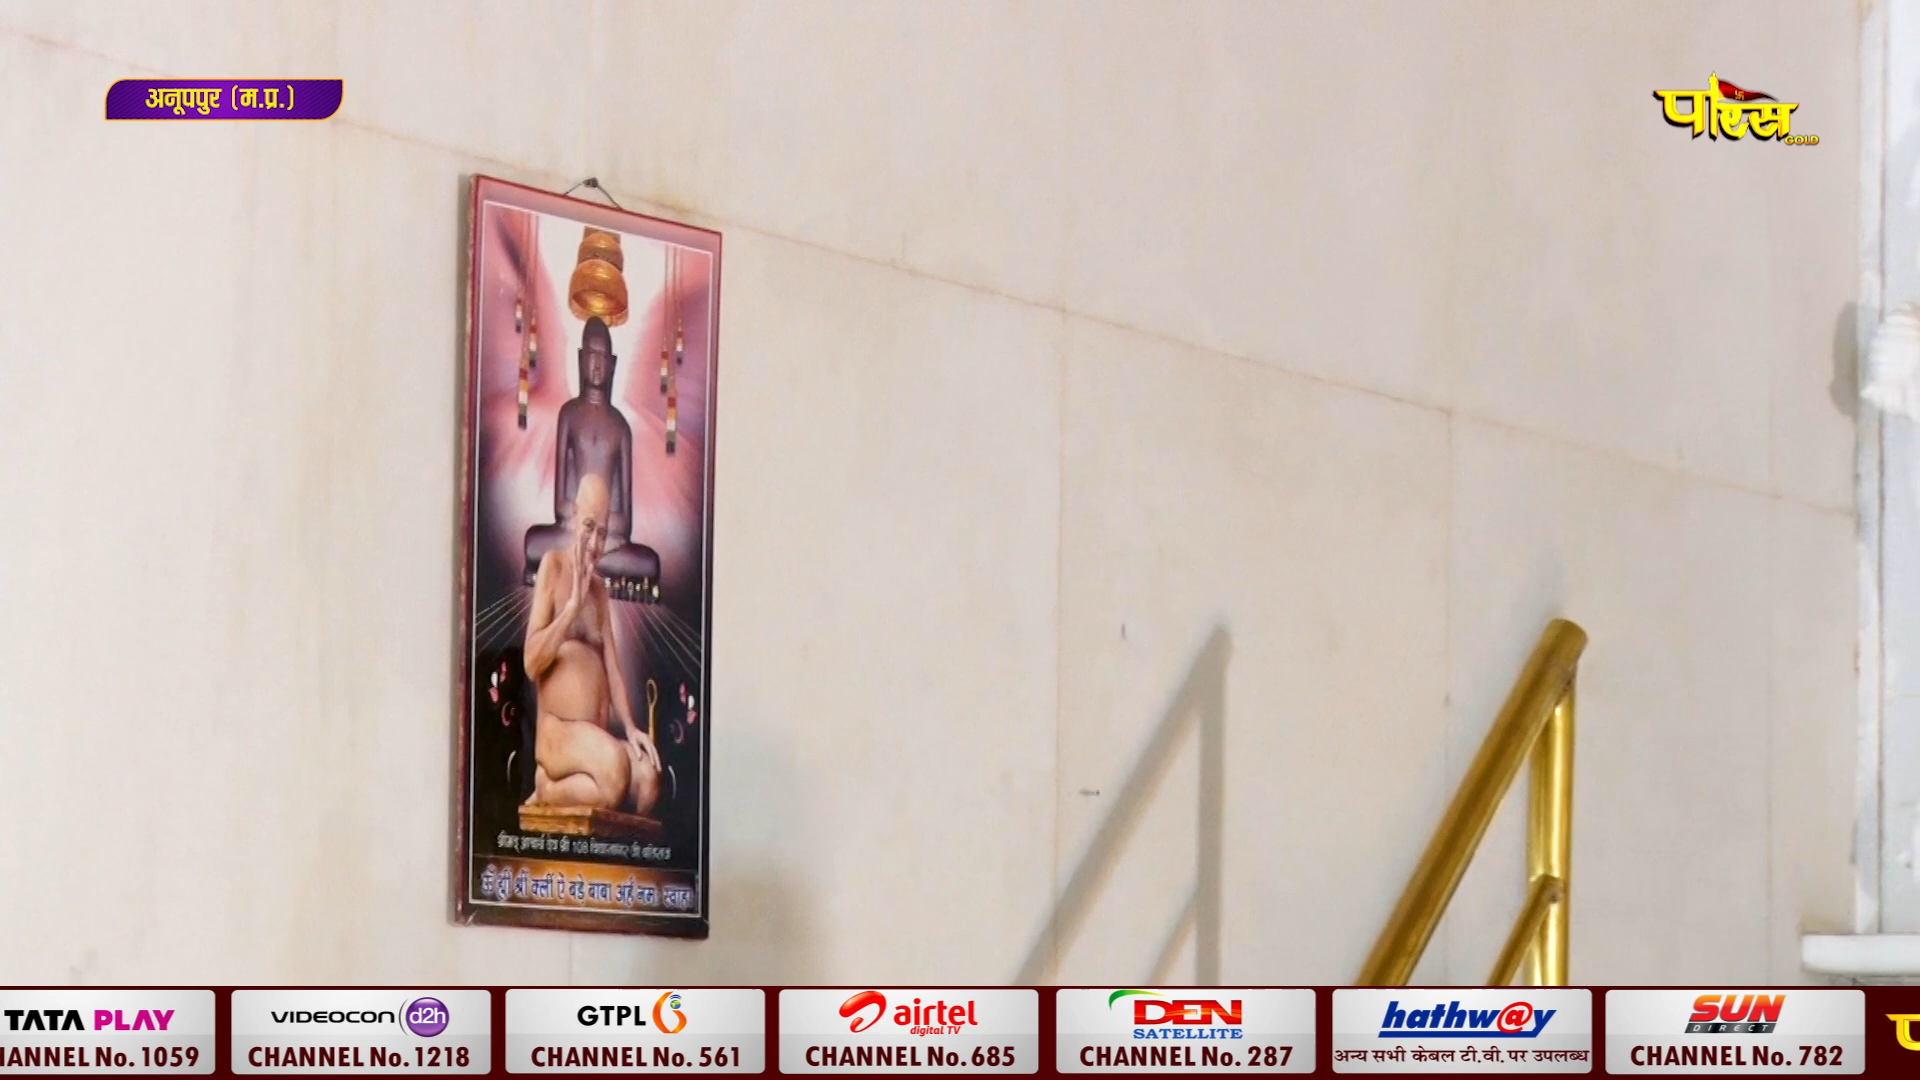 अनूपपुर (म.प्र.)
पारस
GOLD
श्री 108
ॐ ह्रीं श्रीं क्लीं ऐं बड़े बाबा अर्हं नमः स्वाहा
TATA PLAY
HANNEL No. 1059
VIDEOCON d2h
CHANNEL No. 1218
GTPL
CHANNEL No. 561
airtel
digital TV
CHANNEL No. 685
DEN
SATELLITE
CHANNEL No. 287
hathw@y
अन्य सभी केबल टी.वी. पर उपलब्ध
SUN
DIRECT
CHANNEL No. 782